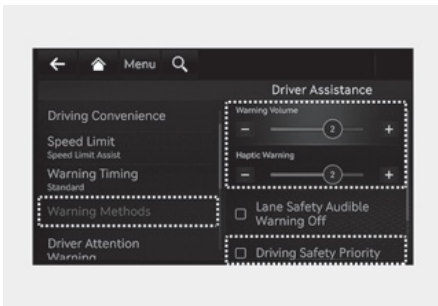 Menu
Driver Assistance
Driving Convenience
Speed Limit
Speed Limit Assist
Warning Timing
Standard
Warning Methods
Driver Attention
Warning
Warning Volume
- 2 +
Haptic Warning
- 2 +
Lane Safety Audible
Warning Off
Driving Safety Priority